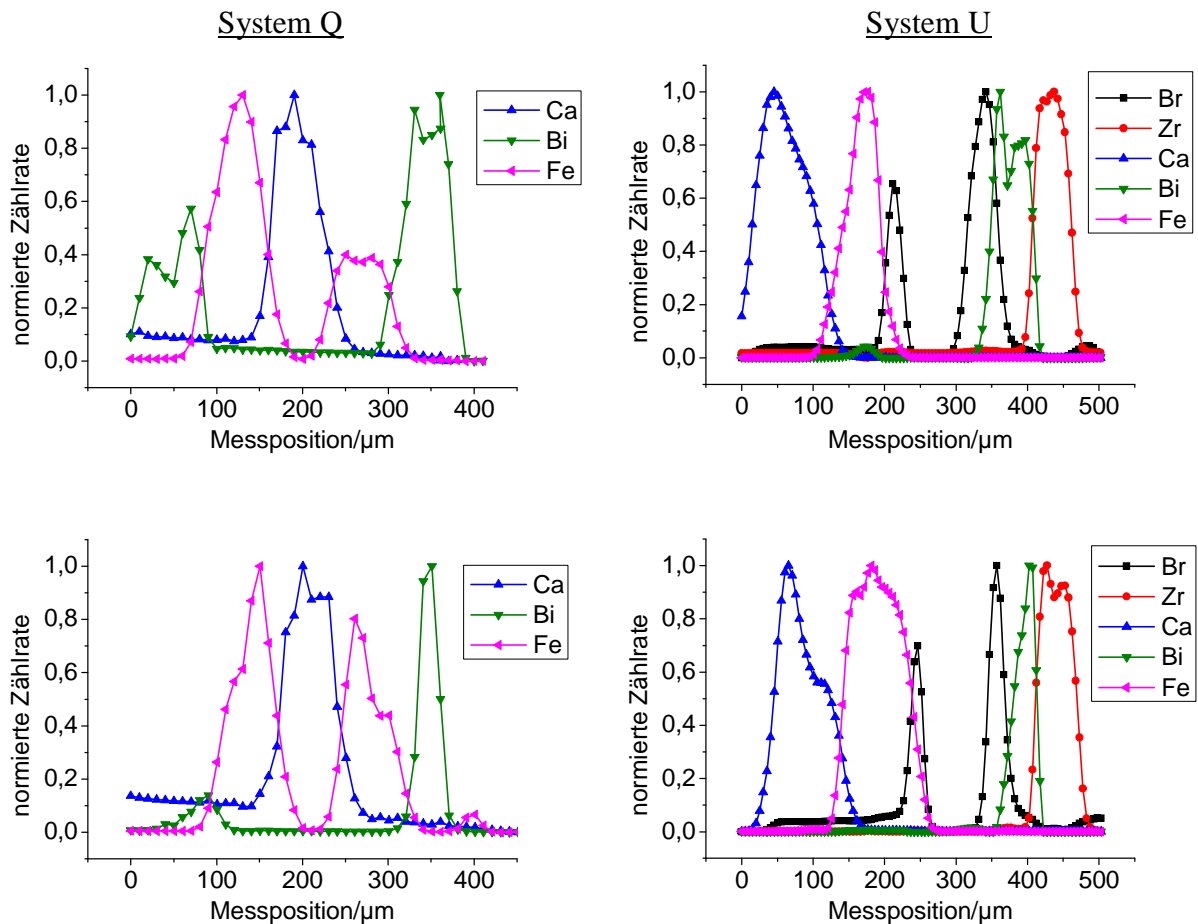 System Q
System U
1,0
0,8
0,6
0,4
0,2
0,0
normierte Zählrate
0
100
200
300
400
Messposition/µm
Ca
Bi
Fe
1,0
0,8
0,6
0,4
0,2
0,0
normierte Zählrate
0
100
200
300
400
500
Messposition/µm
Br
Zr
Ca
Bi
Fe
1,0
0,8
0,6
0,4
0,2
0,0
normierte Zählrate
0
100
200
300
400
Messposition/µm
Ca
Bi
Fe
1,0
0,8
0,6
0,4
0,2
0,0
normierte Zählrate
0
100
200
300
400
500
Messposition/µm
Br
Zr
Ca
Bi
Fe